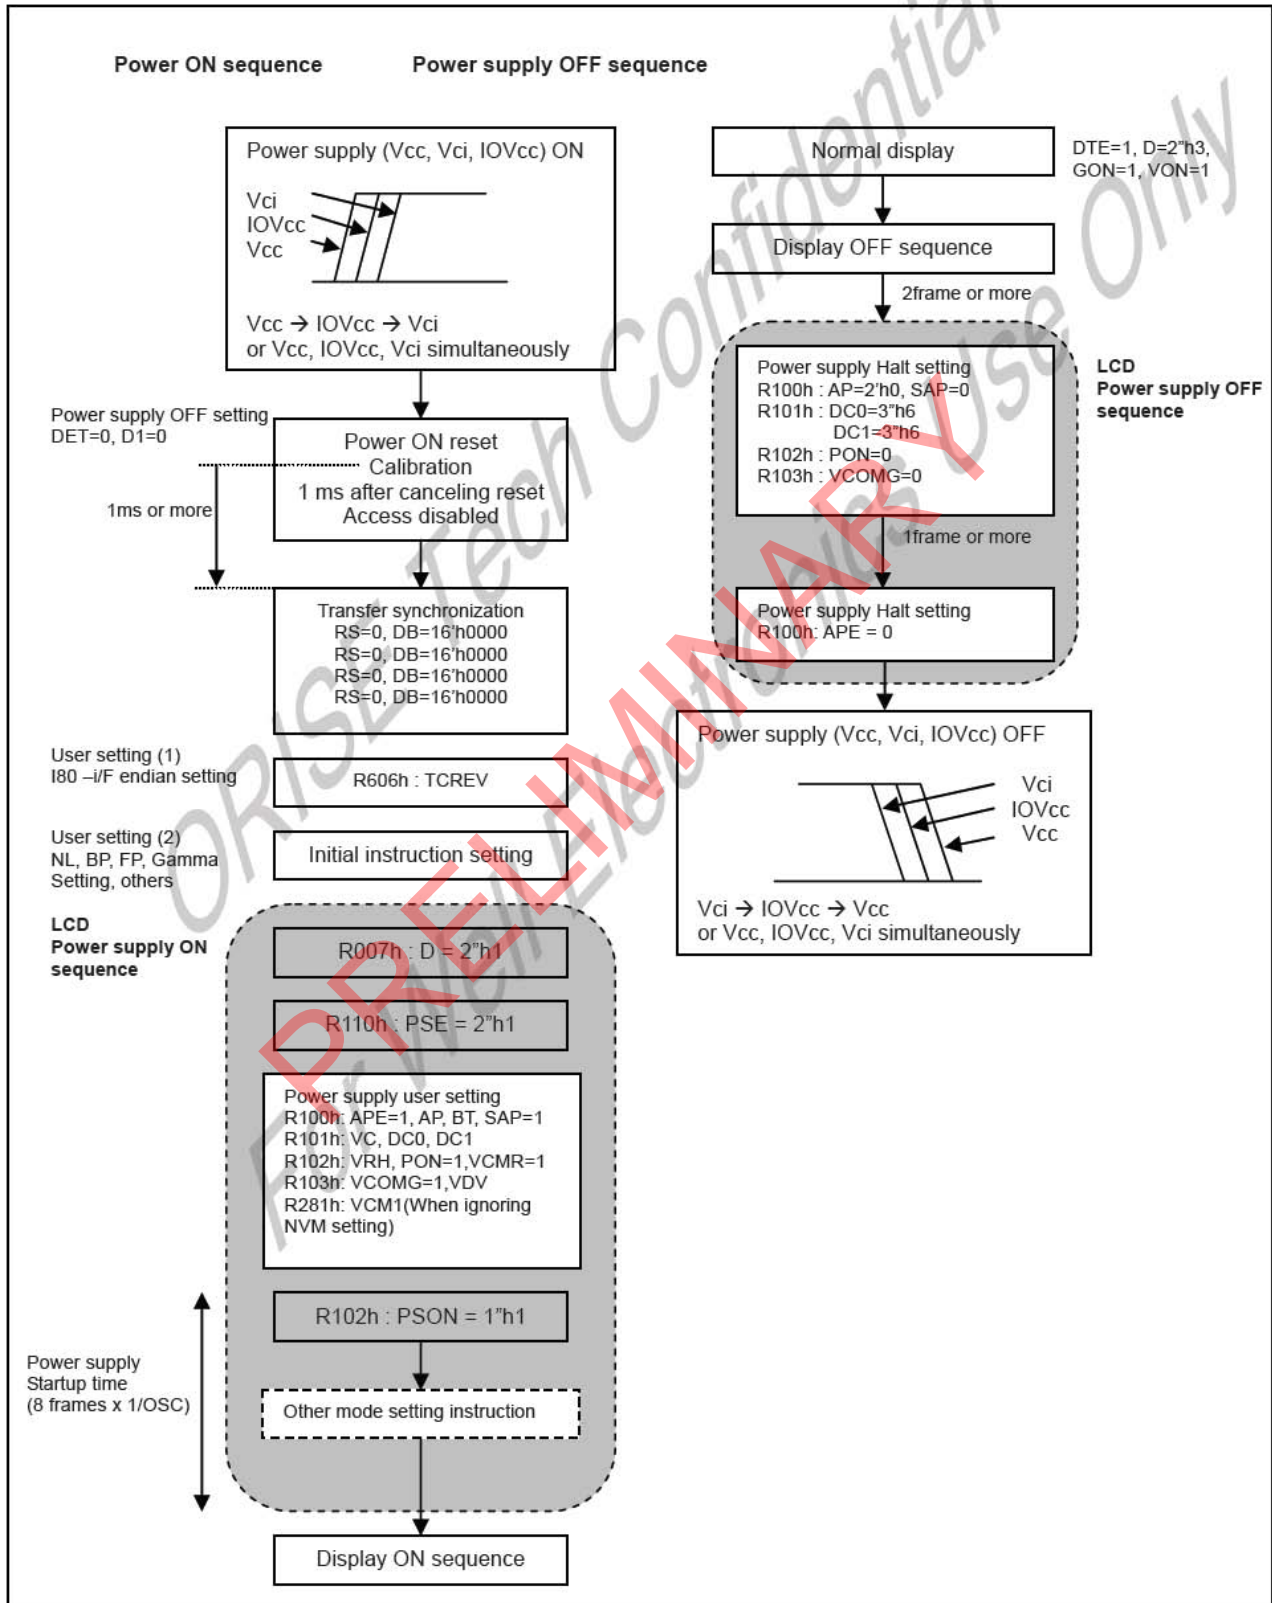 Power ON sequence
Power supply OFF sequence
Power supply (Vcc, Vci, IOVcc) ON
Vci
IOVcc
Vcc
Vcc → IOVcc → Vci
or Vcc, IOVcc, Vci simultaneously
Power supply OFF setting
DET=0, D1=0
Power ON reset
Calibration
1 ms after canceling reset
Access disabled
1ms or more
Transfer synchronization
RS=0, DB=16'h0000
RS=0, DB=16'h0000
RS=0, DB=16'h0000
RS=0, DB=16'h0000
User setting (1)
I80 –i/F endian setting
R606h : TCREV
User setting (2)
NL, BP, FP, Gamma
Setting, others
Initial instruction setting
LCD
Power supply ON
sequence
R007h : D = 2"h1
R110h : PSE = 2"h1
Power supply user setting
R100h: APE=1, AP, BT, SAP=1
R101h: VC, DC0, DC1
R102h: VRH, PON=1,VCMR=1
R103h: VCOMG=1,VDV
R281h: VCM1(When ignoring
NVM setting)
R102h : PSON = 1"h1
Power supply
Startup time
(8 frames x 1/OSC)
Other mode setting instruction
Display ON sequence
Normal display
DTE=1, D=2"h3,
GON=1, VON=1
Display OFF sequence
2frame or more
Power supply Halt setting
R100h : AP=2'h0, SAP=0
R101h : DC0=3"h6
DC1=3"h6
R102h : PON=0
R103h : VCOMG=0
LCD
Power supply OFF
sequence
1frame or more
Power supply Halt setting
R100h: APE = 0
Power supply (Vcc, Vci, IOVcc) OFF
Vci
IOVcc
Vcc
Vci → IOVcc → Vcc
or Vcc, IOVcc, Vci simultaneously
ORISE Tech Confidential
For Well Electronics Use Only
PRELIMINARY